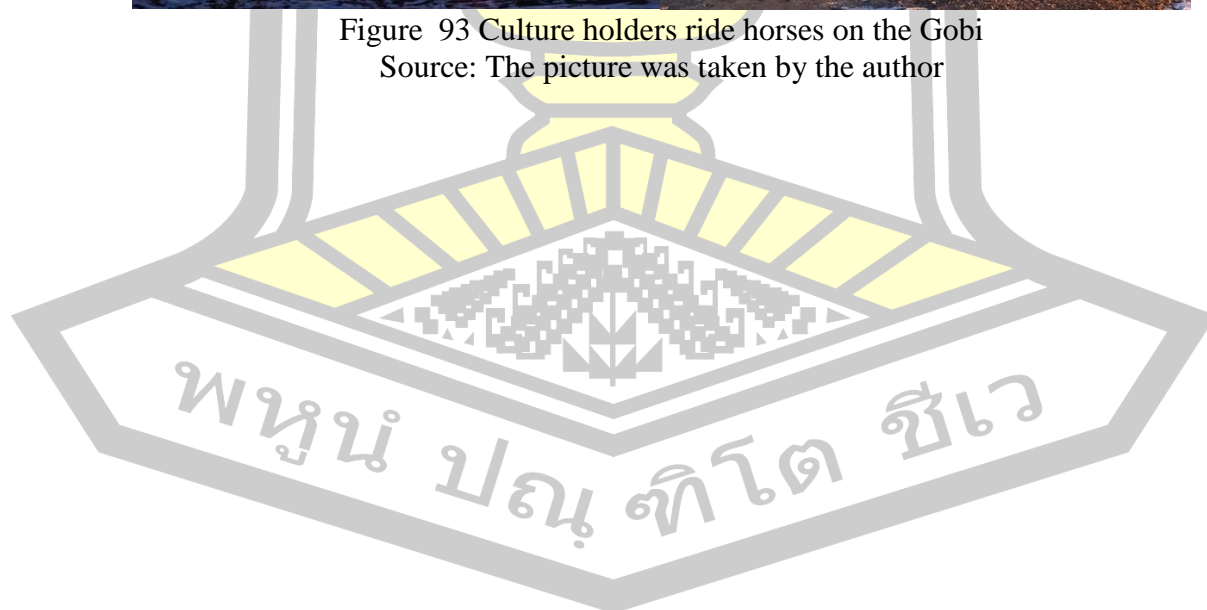 Figure  93 Culture holders ride horses on the Gobi
Source: The picture was taken by the author
พหูนํ ปณฺฑิโต ชีเว